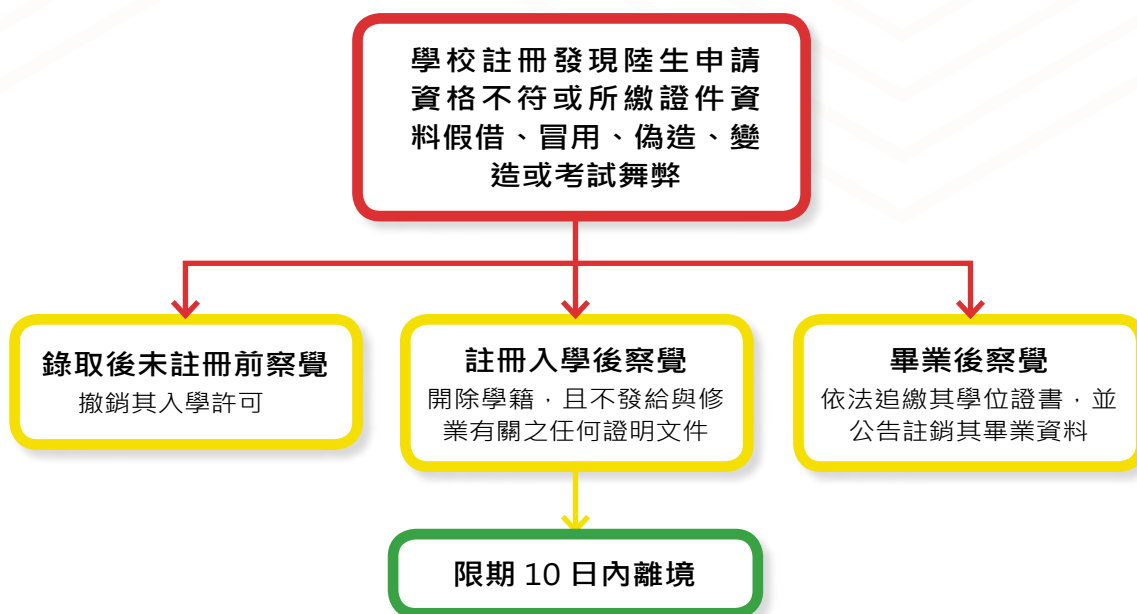 學校註冊發現陸生申請
資格不符或所繳證件資
料假借、冒用、偽造、變
造或考試舞弊
錄取後未註冊前察覺
撤銷其入學許可
註冊入學後察覺
開除學籍，且不發給與修
業有關之任何證明文件
畢業後察覺
依法追繳其學位證書，並
公告註銷其畢業資料
限期 10 日內離境